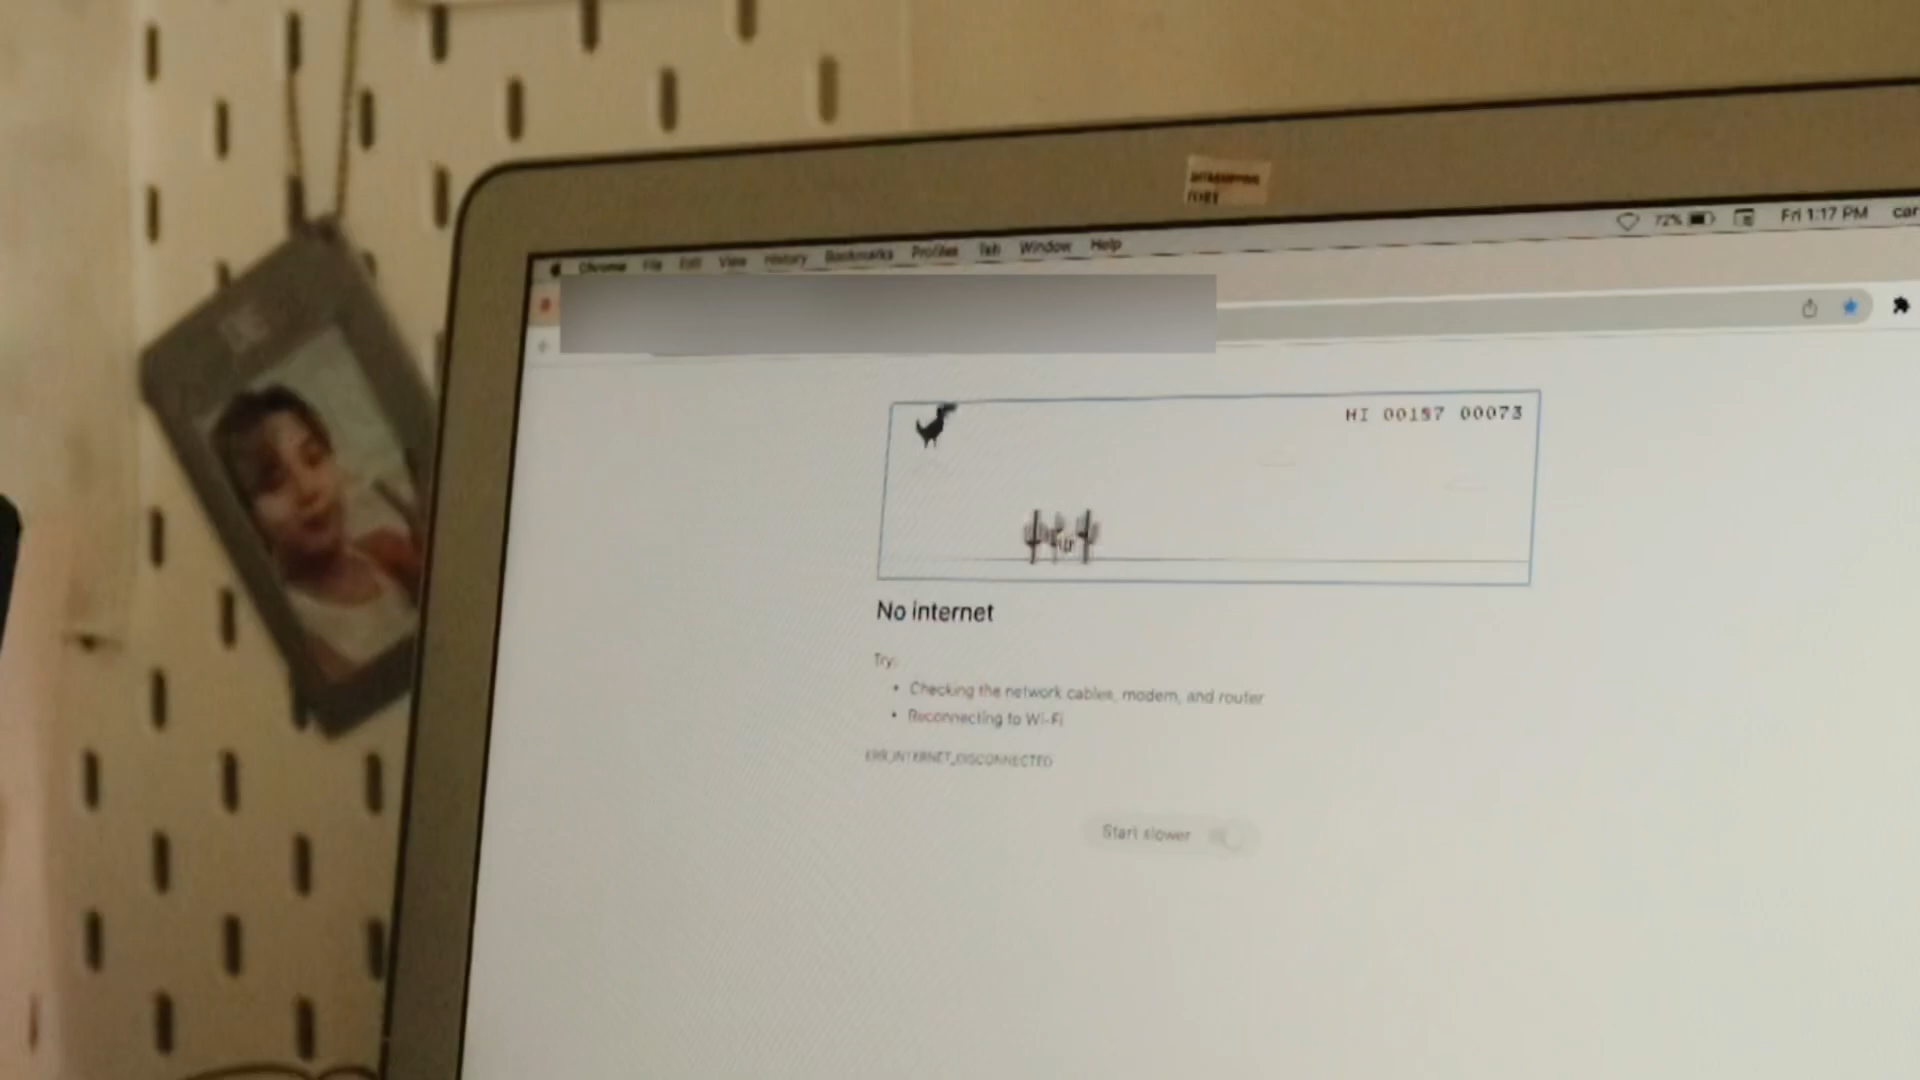 Chrome File Edit View History Bookmarks Profiles Tab Window Help
72% Fri 1:17 PM car
HI 00157 00073
No internet
Try:
• Checking the network cables, modem, and router
• Reconnecting to Wi-Fi
ERR_INTERNET_DISCONNECTED
Start slower